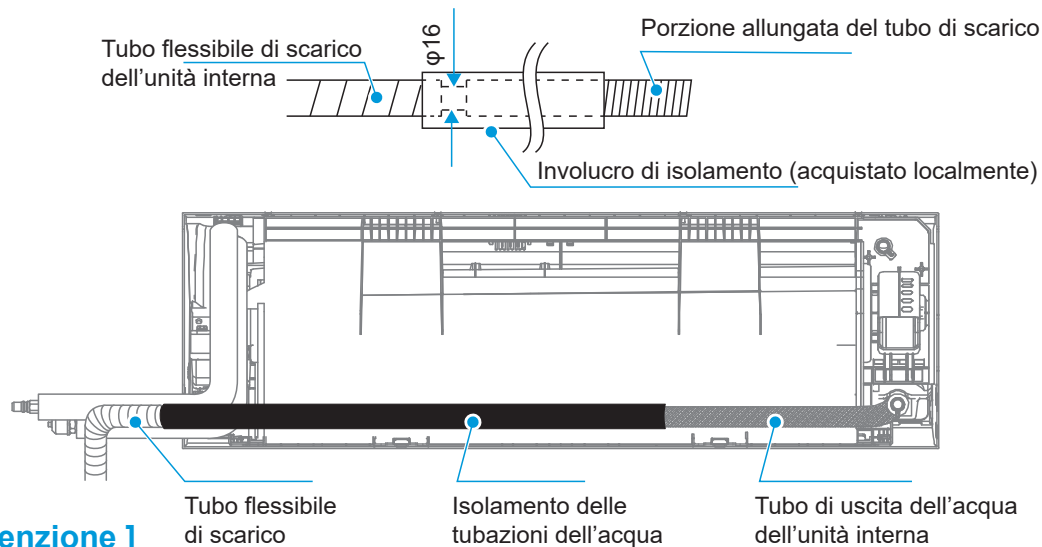 Porzione allungata del tubo di scarico
Tubo flessibile di scarico
dell'unità interna
φ16
Involucro di isolamento (acquistato localmente)
Tubo flessibile
di scarico
Isolamento delle
tubazioni dell'acqua
Tubo di uscita dell'acqua
dell'unità interna
enzione 1